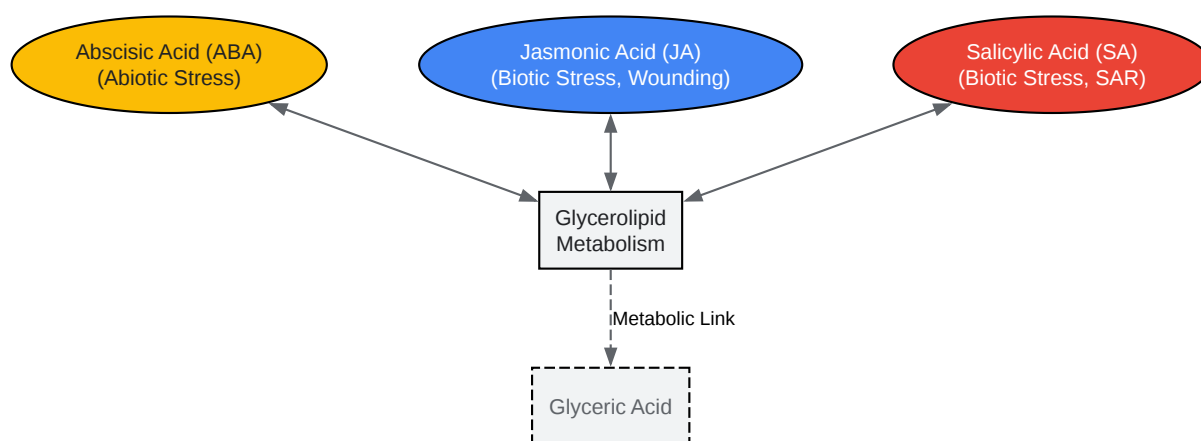 Abscisic Acid (ABA)
(Abiotic Stress)
Jasmonic Acid (JA)
(Biotic Stress, Wounding)
Salicylic Acid (SA)
(Biotic Stress, SAR)
Glycerolipid
Metabolism
Metabolic Link
Glyceric Acid